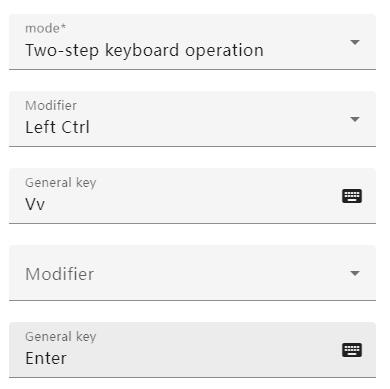 mode*
Two-step keyboard operation
Modifier
Left Ctrl
General key
Vv
Modifier
General key
Enter